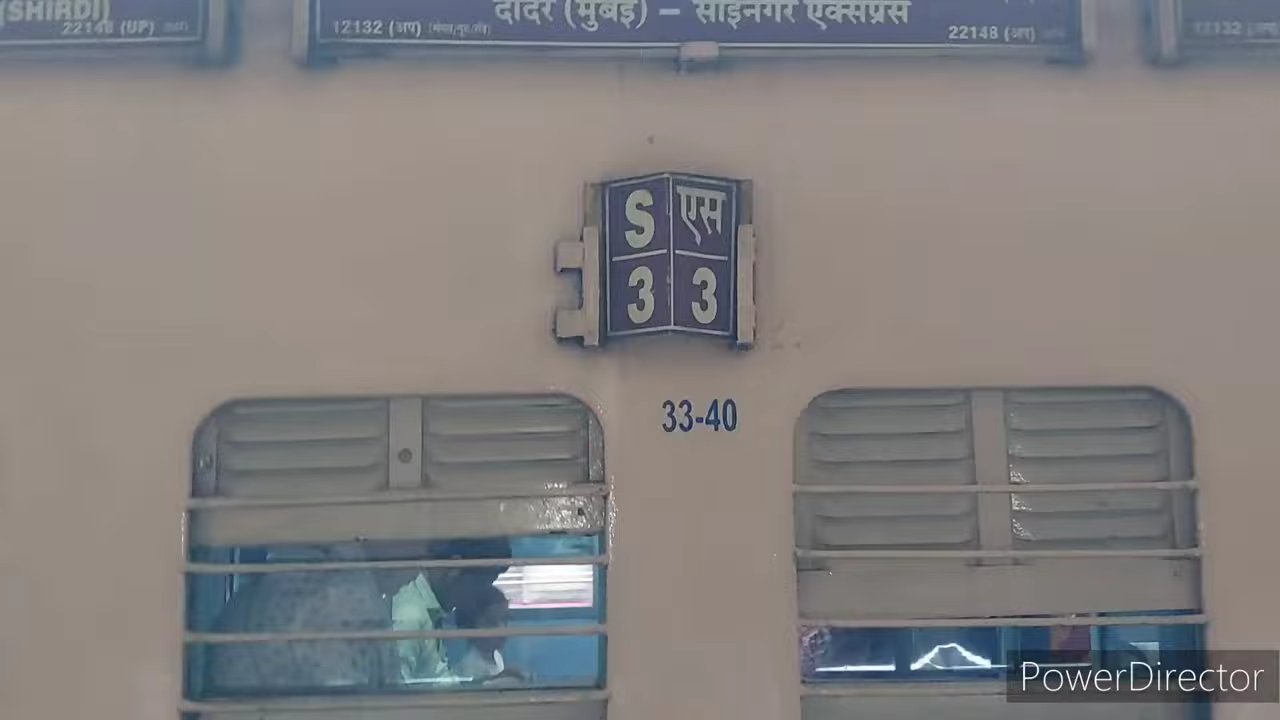 (SHIRDI)
22148 (UP)
दादर (मुंबई) – साईनगर एक्सप्रेस
12132 (अप)
22148 (अप)
12132
S एस
3 3
33-40
PowerDirector